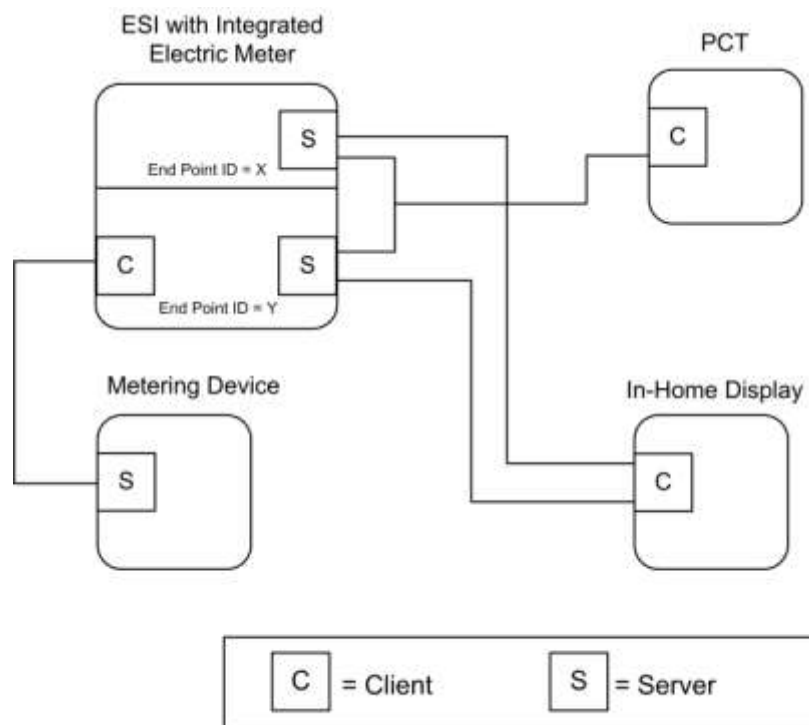 ESI with Integrated
Electric Meter
PCT
S
End Point ID = X
C
C
S
End Point ID = Y
Metering Device
In-Home Display
S
C
C = Client
S = Server